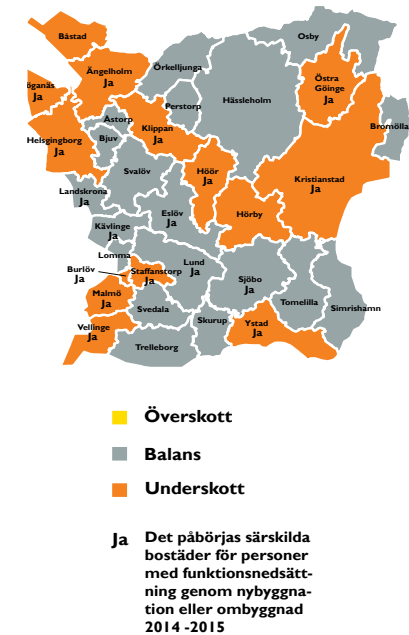 Båstad
Osby
Ängelholm
Ja
Örkelljunga
Östra
Göinge
Ja
öganäs
Ja
Perstorp
Hässleholm
Åstorp
Klippan
Ja
Bromölla
Helsingborg
Ja
Bjuv
Svalöv
Höör
Ja
Kristianstad
Ja
Landskrona
Ja
Eslöv
Ja
Hörby
Kävlinge
Ja
Lomma
Lund
Ja
Burlöv
Ja
Staffanstorp
Ja
Sjöbo
Ja
Malmö
Ja
Svedala
Tomelilla
Simrishamn
Skurup
Ystad
Ja
Vellinge
Ja
Trelleborg
Överskott
Balans
Underskott
Ja Det påbörjas särskilda
bostäder för personer
med funktionsnedsätt-
ning genom nybyggna-
tion eller ombyggnad
2014 -2015